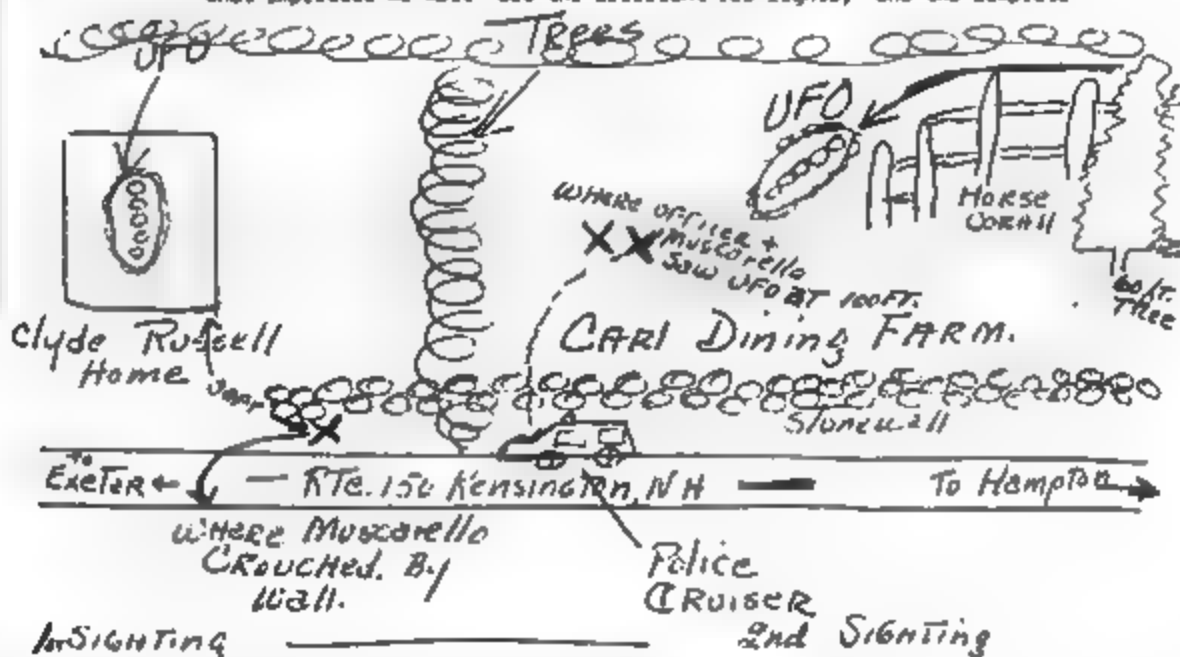 Trees
UFO
UFO
WHERE OFFICER +
Muscarello
Saw UFO AT 100FT.
HORSE
CORALL
60 FT.
TREE
CARL Dining FARM.
Clyde Russell
Home
Stonewall
To
EXETER
RTE. 150 Kensington, NH
To Hampton
WHERE Muscarello
CROUCHED. By
Wall.
Police
CRUISER
1st SIGHTING
2nd SIGHTING